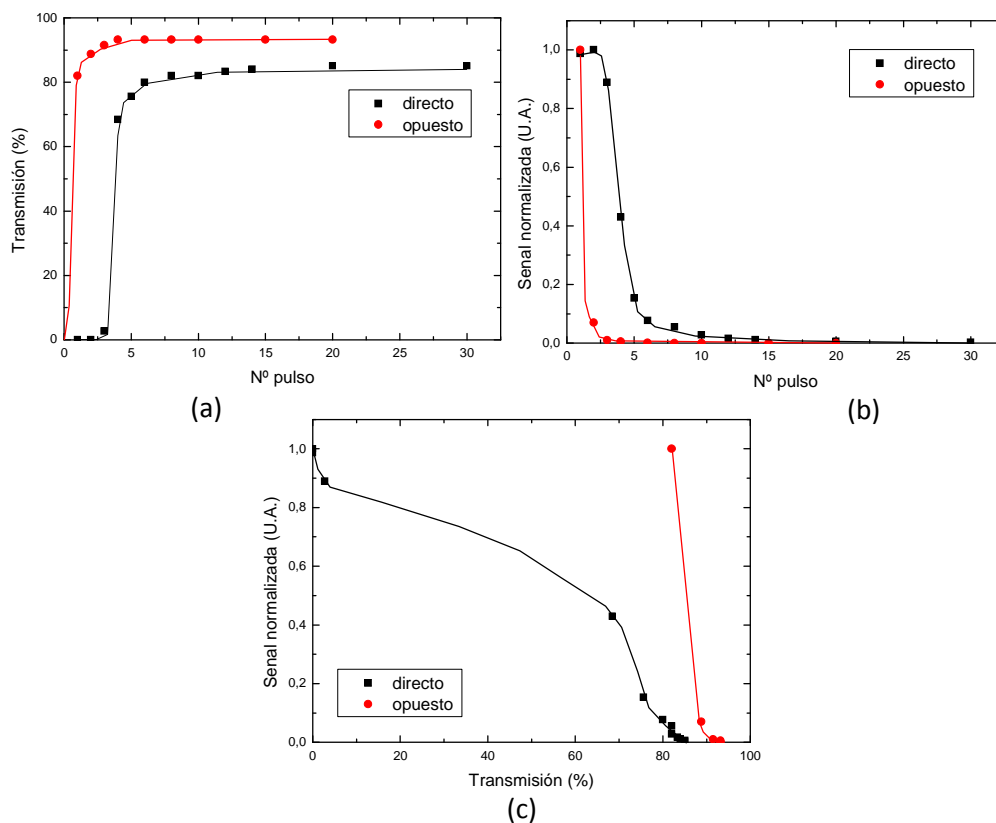 100
80
60
40
20
0
Transmisión (%)
0 5 10 15 20 25 30
Nº pulso
directo
opuesto
(a)
1,0
0,8
0,6
0,4
0,2
0,0
Senal normalizada (U.A.)
0 5 10 15 20 25 30
Nº pulso
directo
opuesto
(b)
1,0
0,8
0,6
0,4
0,2
0,0
Senal normalizada (U.A.)
0 20 40 60 80 100
Transmisión (%)
directo
opuesto
(c)